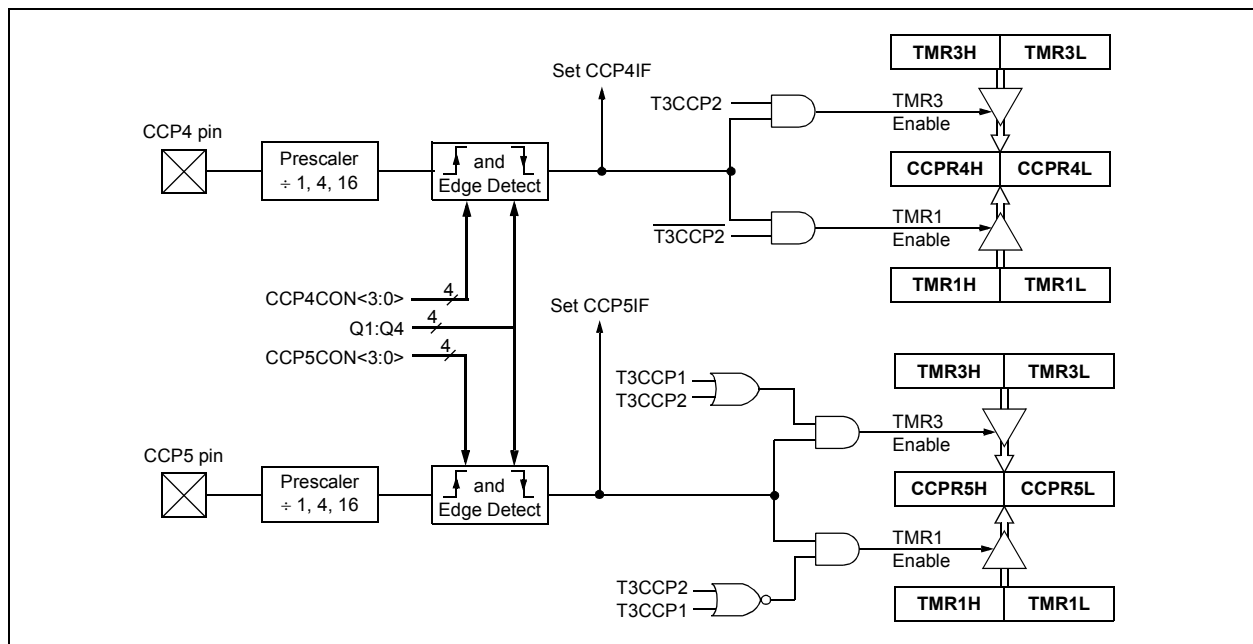 TMR3H TMR3L
Set CCP4IF
T3CCP2
TMR3
Enable
CCP4 pin
Prescaler
÷ 1, 4, 16
and
Edge Detect
CCPR4H CCPR4L
T3CCP2
TMR1
Enable
TMR1H TMR1L
CCP4CON<3:0> 4
Q1:Q4 4
CCP5CON<3:0> 4
Set CCP5IF
TMR3H TMR3L
T3CCP1
T3CCP2
TMR3
Enable
CCP5 pin
Prescaler
÷ 1, 4, 16
and
Edge Detect
CCPR5H CCPR5L
TMR1
Enable
T3CCP2
T3CCP1
TMR1H TMR1L